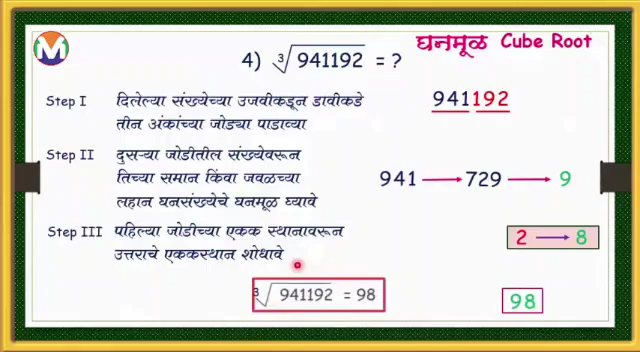 घनमूळ Cube Root
4) ∛941192 = ?
Step I दिलेल्या संख्येच्या उजवीकडून डावीकडे
तीन अंकांच्या जोड्या पाडाव्या
941192
Step II दुसऱ्या जोडीतील संख्येवरून
तिच्या समान किंवा जवळच्या
लहान घनसंख्येचे घनमूळ घ्यावे
941 → 729 → 9
Step III पहिल्या जोडीच्या एकक स्थानावरून
उत्तराचे एककस्थान शोधावे
2 → 8
∛941192 = 98
98